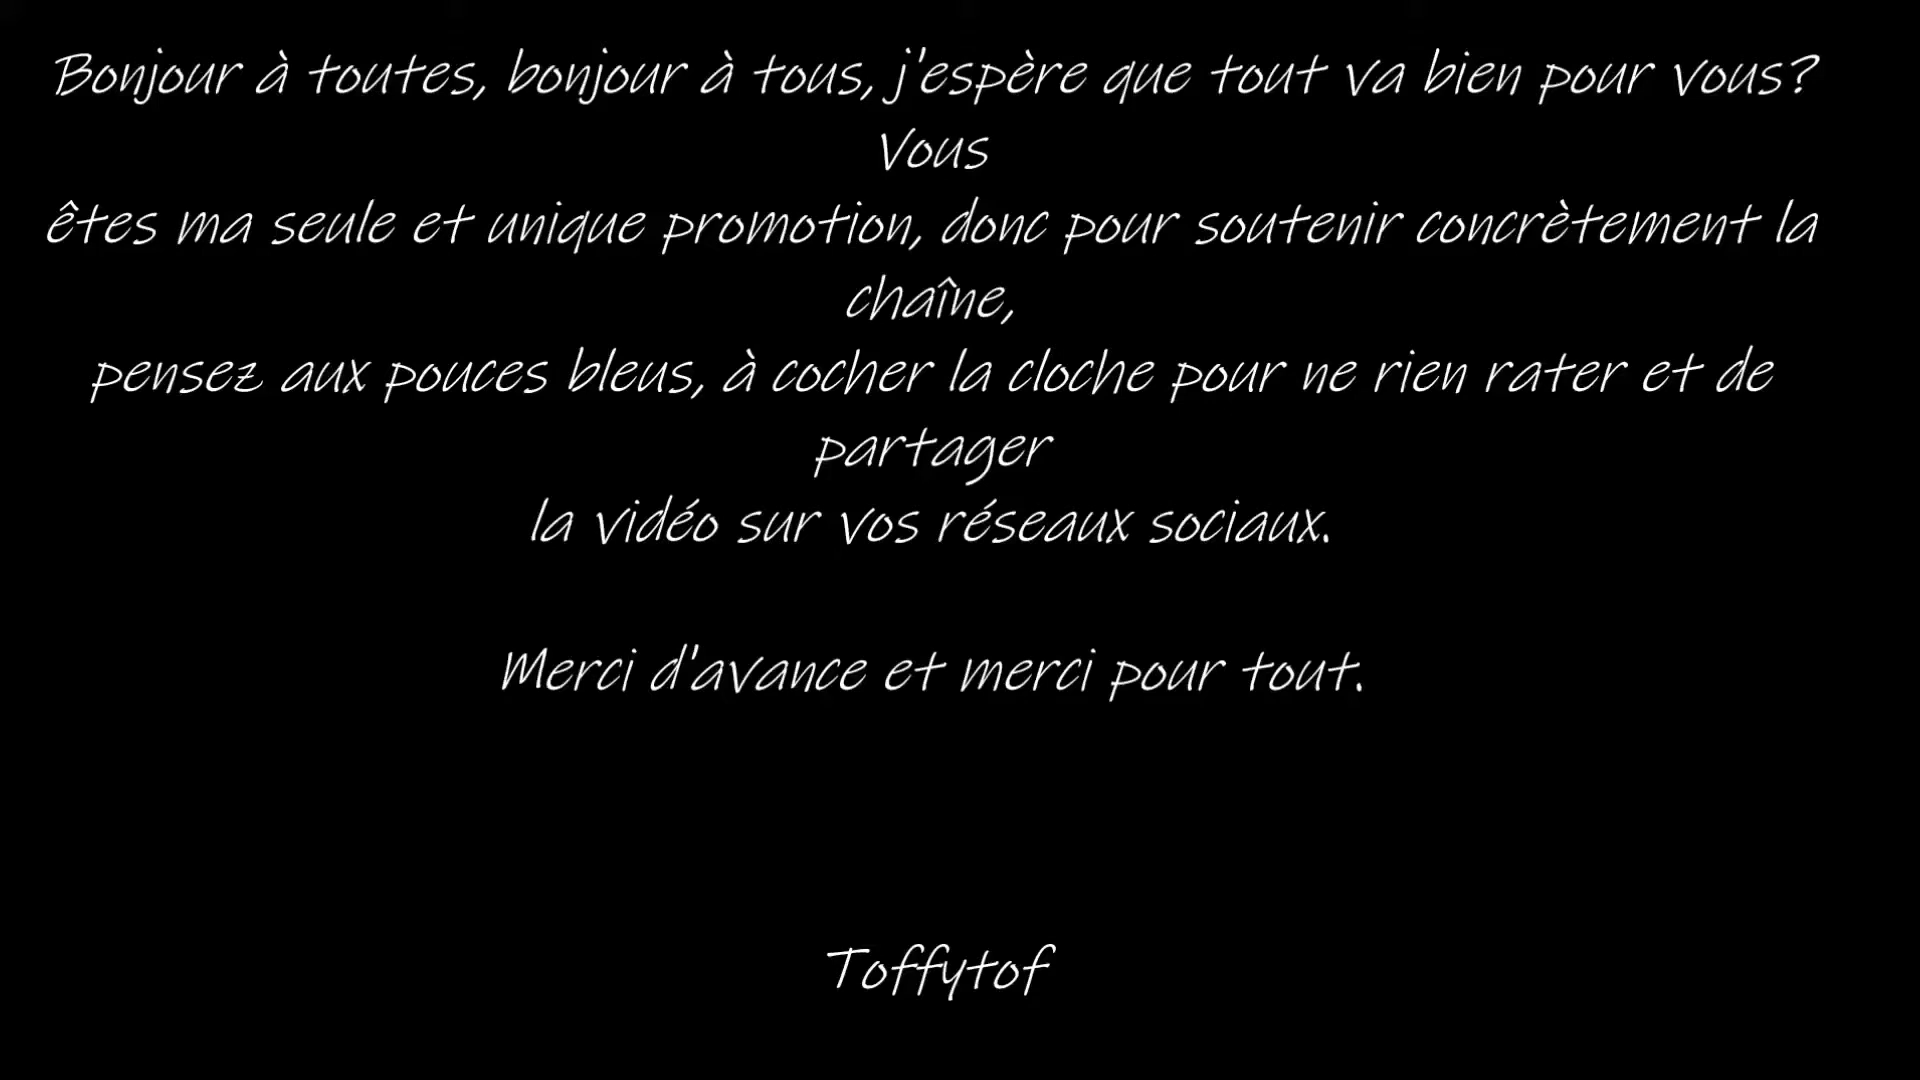 Bonjour à toutes, bonjour à tous, j'espère que tout va bien pour vous?
Vous
êtes ma seule et unique promotion, donc pour soutenir concrètement la
chaîne,
pensez aux pouces bleus, à cocher la cloche pour ne rien rater et de
partager
la vidéo sur vos réseaux sociaux.
Merci d'avance et merci pour tout.
Toffytof